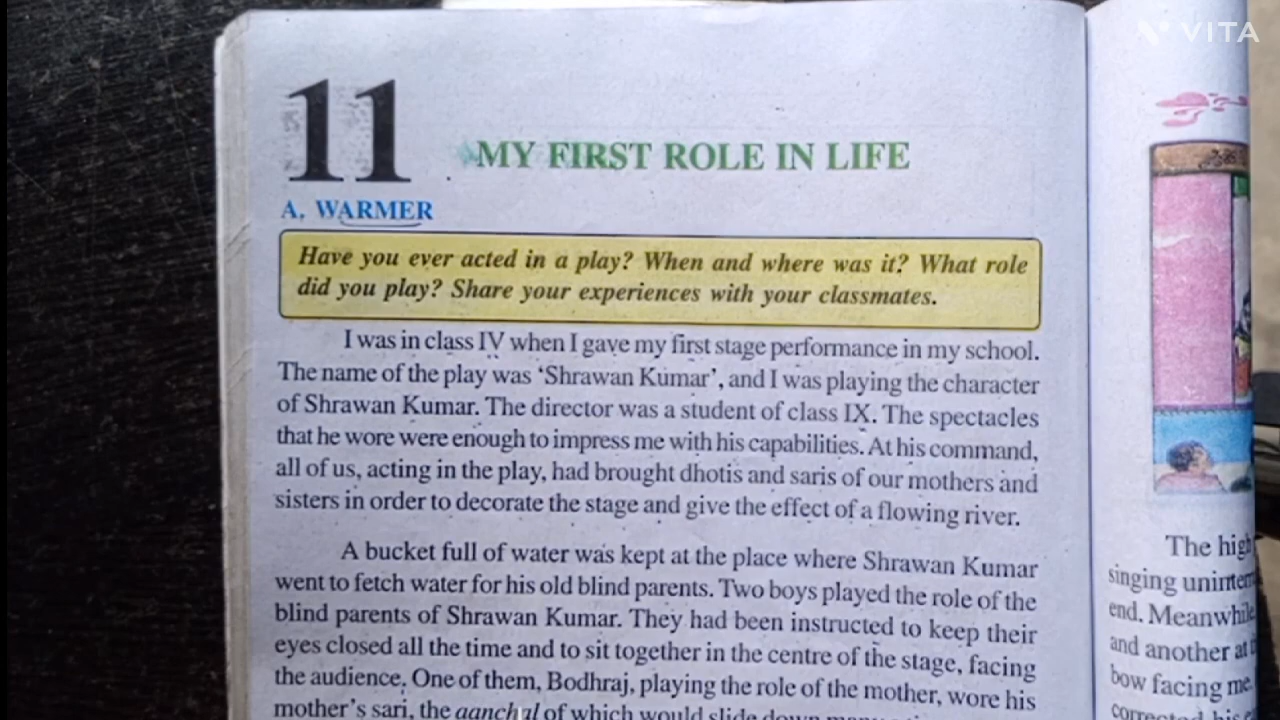 VITA
11
MY FIRST ROLE IN LIFE
A. WARMER
Have you ever acted in a play? When and where was it? What role
did you play? Share your experiences with your classmates.
I was in class IV when I gave my first stage performance in my school.
The name of the play was ‘Shrawan Kumar’, and I was playing the character
of Shrawan Kumar. The director was a student of class IX. The spectacles
that he wore were enough to impress me with his capabilities. At his command,
all of us, acting in the play, had brought dhotis and saris of our mothers and
sisters in order to decorate the stage and give the effect of a flowing river.
A bucket full of water was kept at the place where Shrawan Kumar
went to fetch water for his old blind parents. Two boys played the role of the
blind parents of Shrawan Kumar. They had been instructed to keep their
eyes closed all the time and to sit together in the centre of the stage, facing
the audience. One of them, Bodhraj, playing the role of the mother, wore his
mother's sari, the aanchal of which would slide down
The high
singing
end. Meanwhile
and another at
bow facing me.